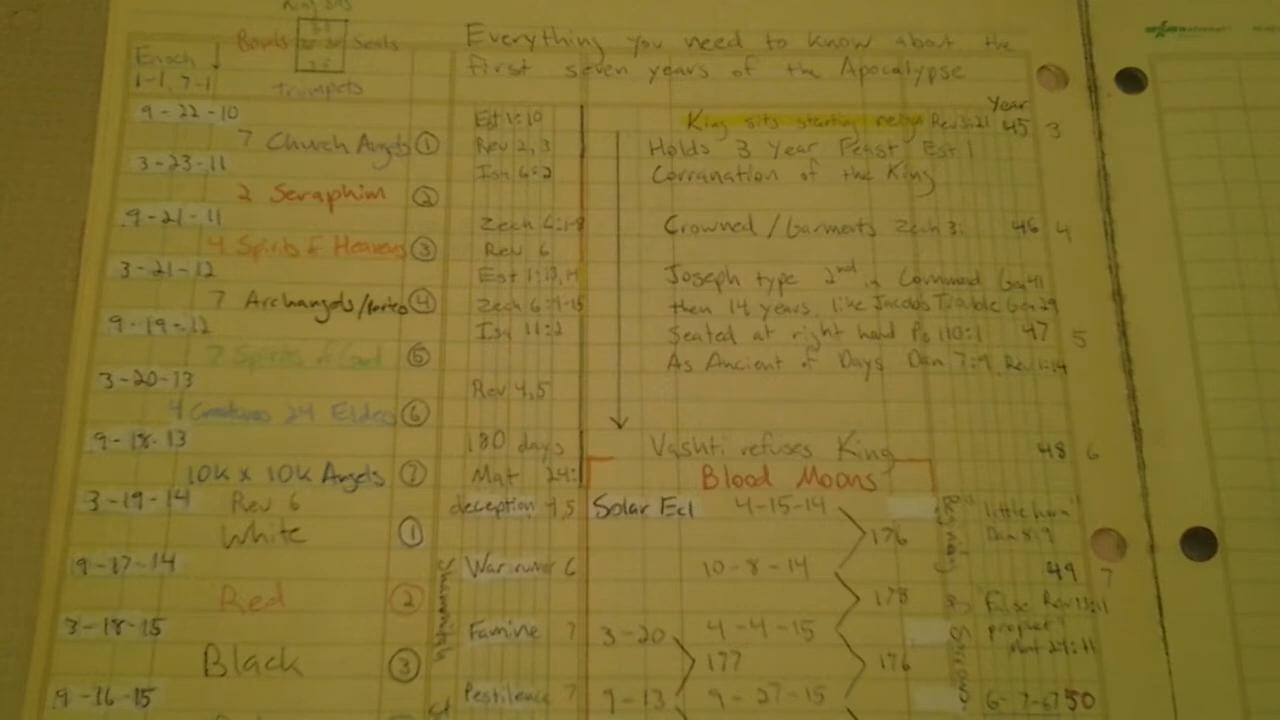 Bowls Seals
Trumpets
Enoch
1-1, 7-1
Everything you need to know about the
first seven years of the Apocalypse
9-22-10
7 Church Angels ①
3-23-11
2 Seraphim ②
9-21-11
4 Spirits of Heavens ③
3-21-12
7 Archangels/ ④
9-19-12
7 Spirits of God ⑤
3-20-13
4 Creatures 24 Elders ⑥
9-18-13
10K x 10K Angels ⑦
3-19-14 Rev 6
White ①
9-17-14
Red ②
3-18-15
Black ③
9-16-15
Est 1:10
Rev 2, 3
Zech 6:1-8
Rev 6
Est 1:13,14
Rev 4,5
180 days
Mat 24:
deception 4,5
War rumor 6
Famine 7
Pestilence 7
Year
King sits starting Rev 3:21 45 3
Holds 3 Year Feast Est 1
Corranation of the King
Crowned / Garments Zech 3: 46 4
Joseph type 2nd in Command Gen 41
then 14 years like Jacobs Trouble Gen 29
Seated at right hand Ps 110:1 47 5
As Ancient of Days Dan 7:9, Rev 1:14
Vashti refuses King 48 6
Blood Moons
Solar Ecl 4-15-14
176
10-8-14
178
3-20 4-4-15
177 176
9-13 9-27-15
"little horn"
Dan 8:9
49 7
False Rev 13:11
prophet
Mat 24:11
50